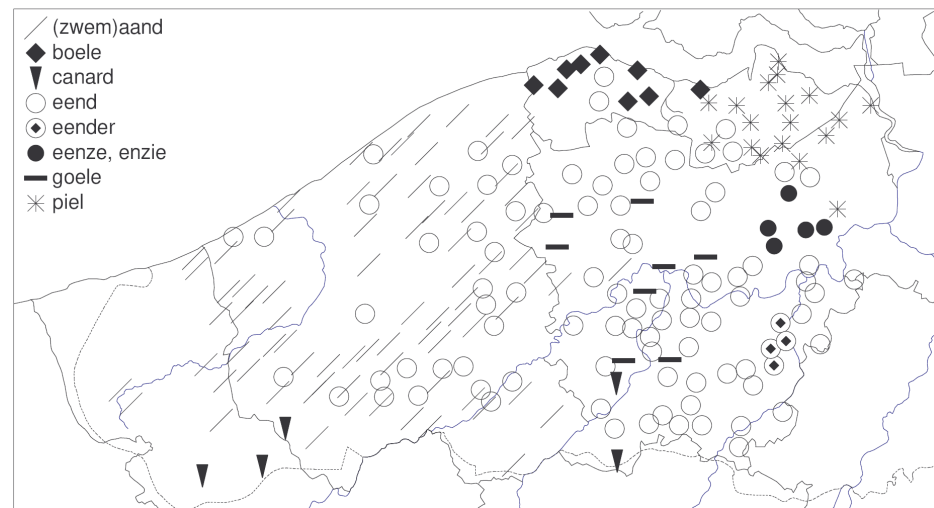 (zwem)aand
boele
canard
eend
eender
eenze, enzie
goele
piel